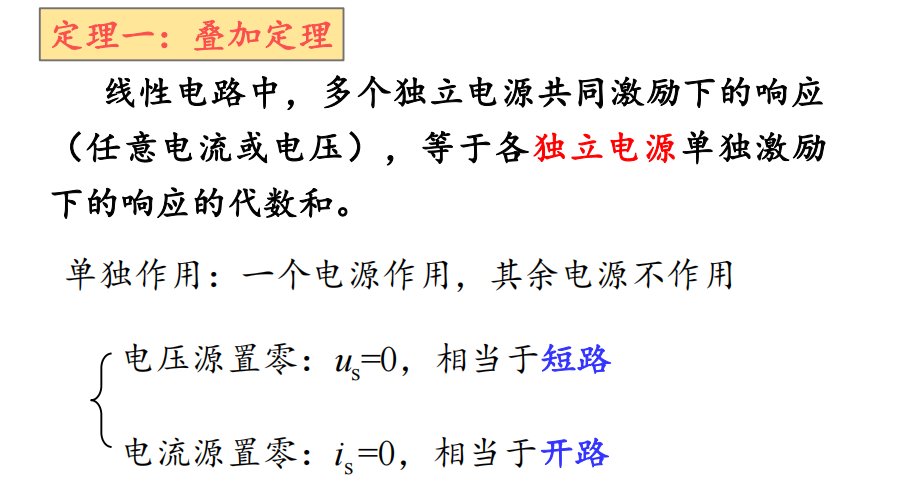 定理一：叠加定理
线性电路中，多个独立电源共同激励下的响应
（任意电流或电压），等于各独立电源单独激励
下的响应的代数和。
单独作用：一个电源作用，其余电源不作用
电压源置零：us=0，相当于短路
电流源置零：is=0，相当于开路